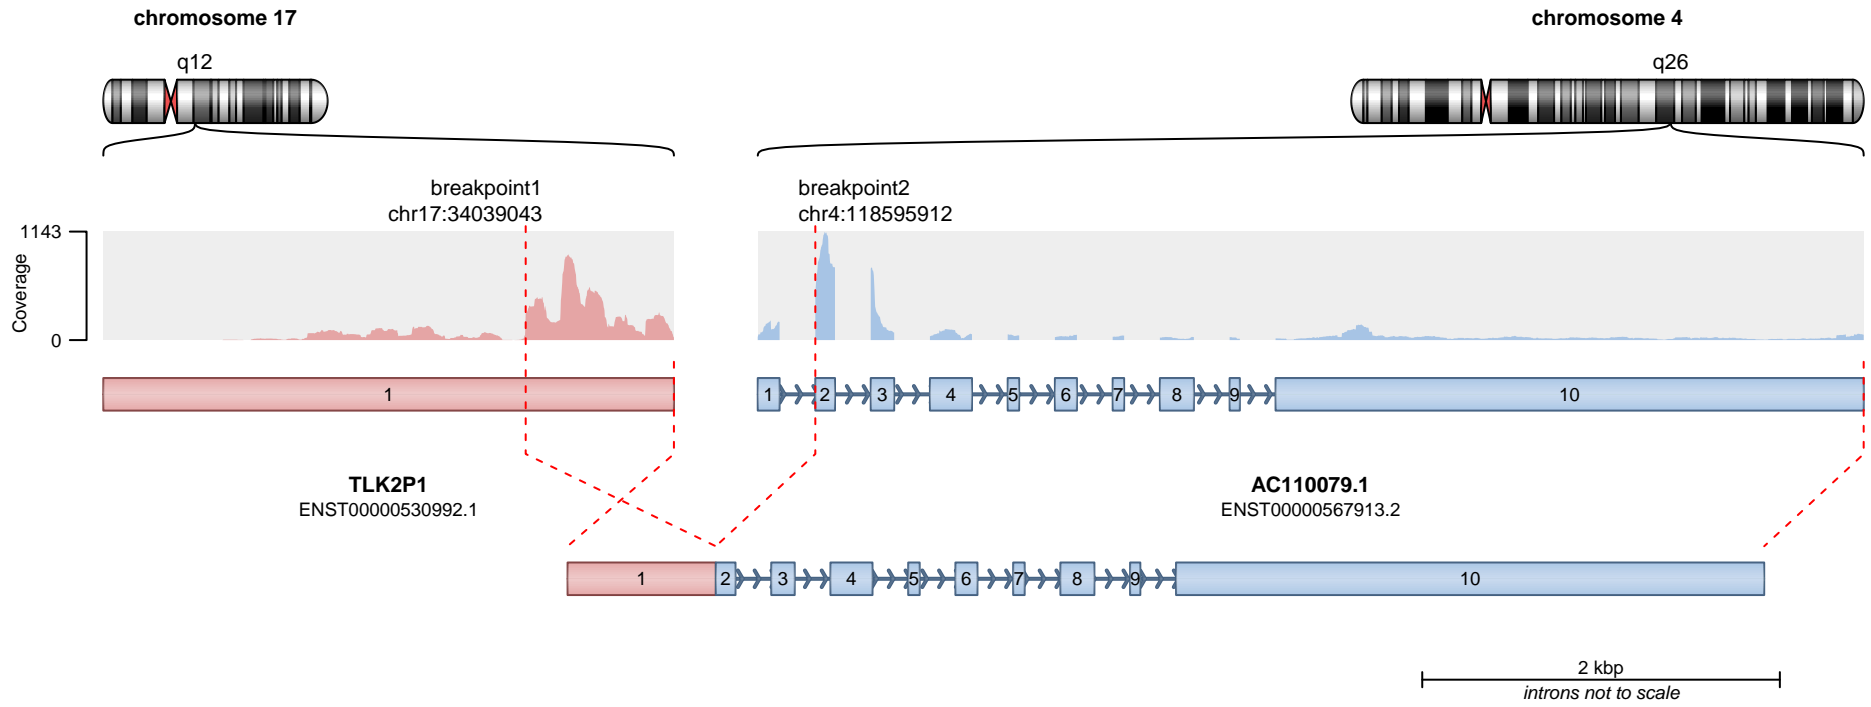 chromosome 17
chromosome 4
q12
q26
breakpoint1
chr17:34039043
breakpoint2
chr4:118595912
1143
Coverage
0
1
1 2 3 4 5 6 7 8 9 10
TLK2P1
ENST00000530992.1
AC110079.1
ENST00000567913.2
1 2 3 4 5 6 7 8 9 10
2 kbp
introns not to scale